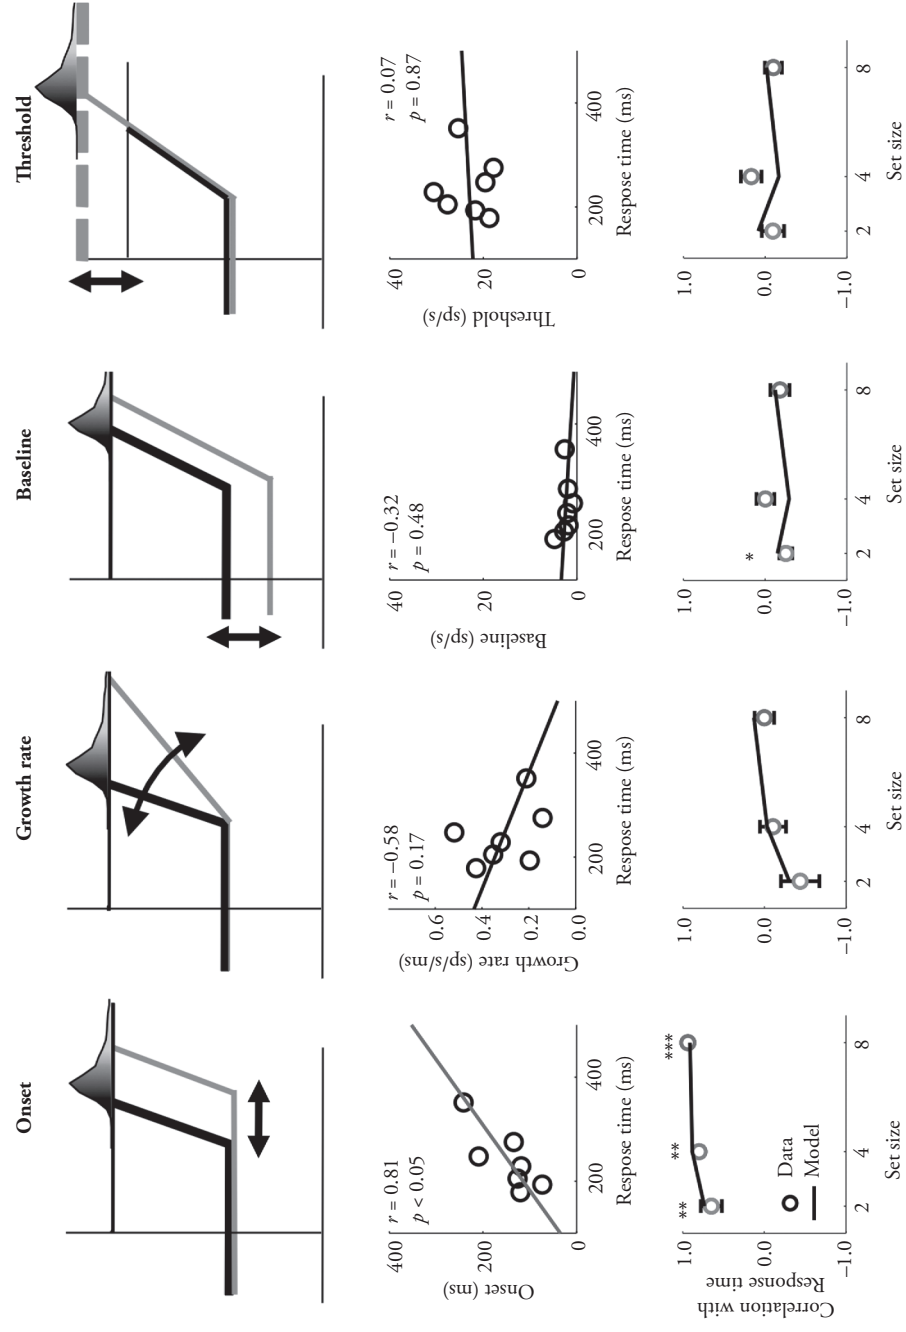 Onset
Growth rate
Baseline
Threshold
400
200
0
Onset (ms)
r = 0.81
p < 0.05
200
400
Respose time (ms)
0.6
0.4
0.2
0.0
Growth rate (sp/s/ms)
r = −0.58
p = 0.17
200
400
Respose time (ms)
40
20
0
Baseline (sp/s)
r = −0.32
p = 0.48
200
400
Respose time (ms)
40
20
0
Threshold (sp/s)
r = 0.07
p = 0.87
200
400
Respose time (ms)
Correlation with
Response time
1.0
0.0
−1.0
**
**
***
Data
Model
2
4
8
Set size
1.0
0.0
−1.0
2
4
8
Set size
1.0
0.0
−1.0
*
2
4
8
Set size
1.0
0.0
−1.0
2
4
8
Set size